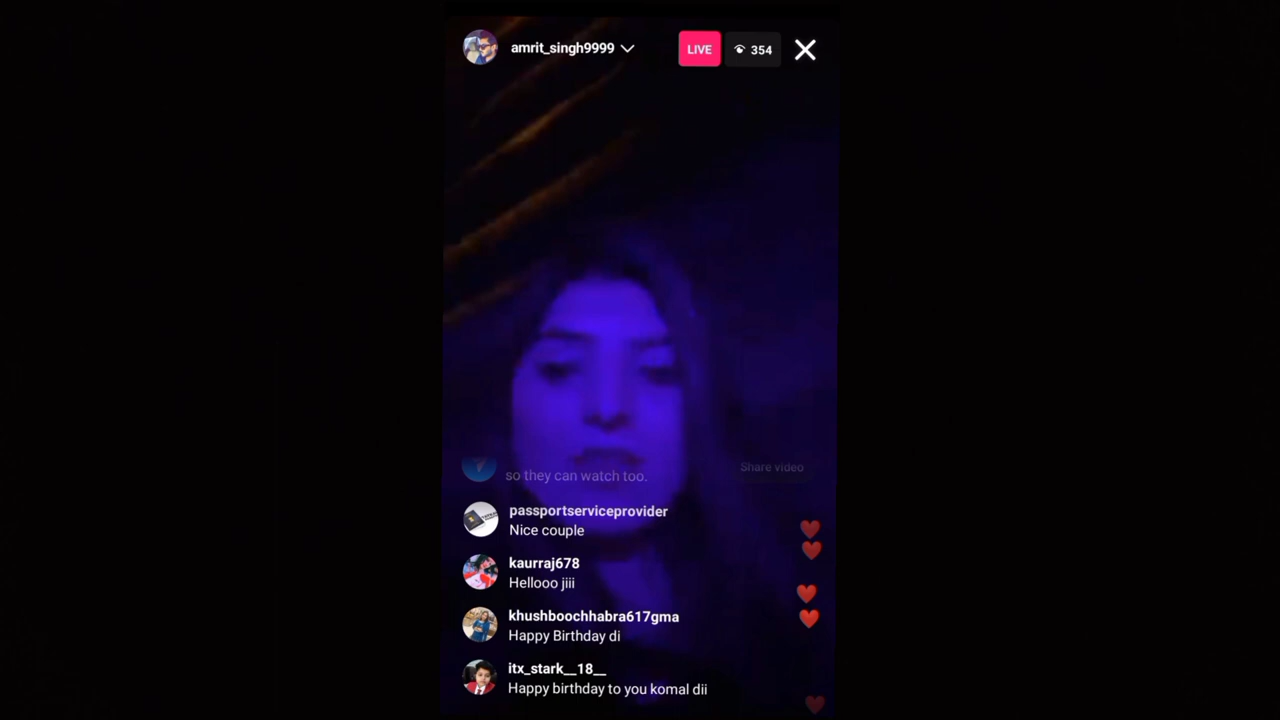 amrit_singh9999
LIVE
354
so they can watch too.
Share video
passportserviceprovider
Nice couple
kaurraj678
Hellooo jiii
khushboochhabra617gma
Happy Birthday di
itx_stark__18__
Happy birthday to you komal dii